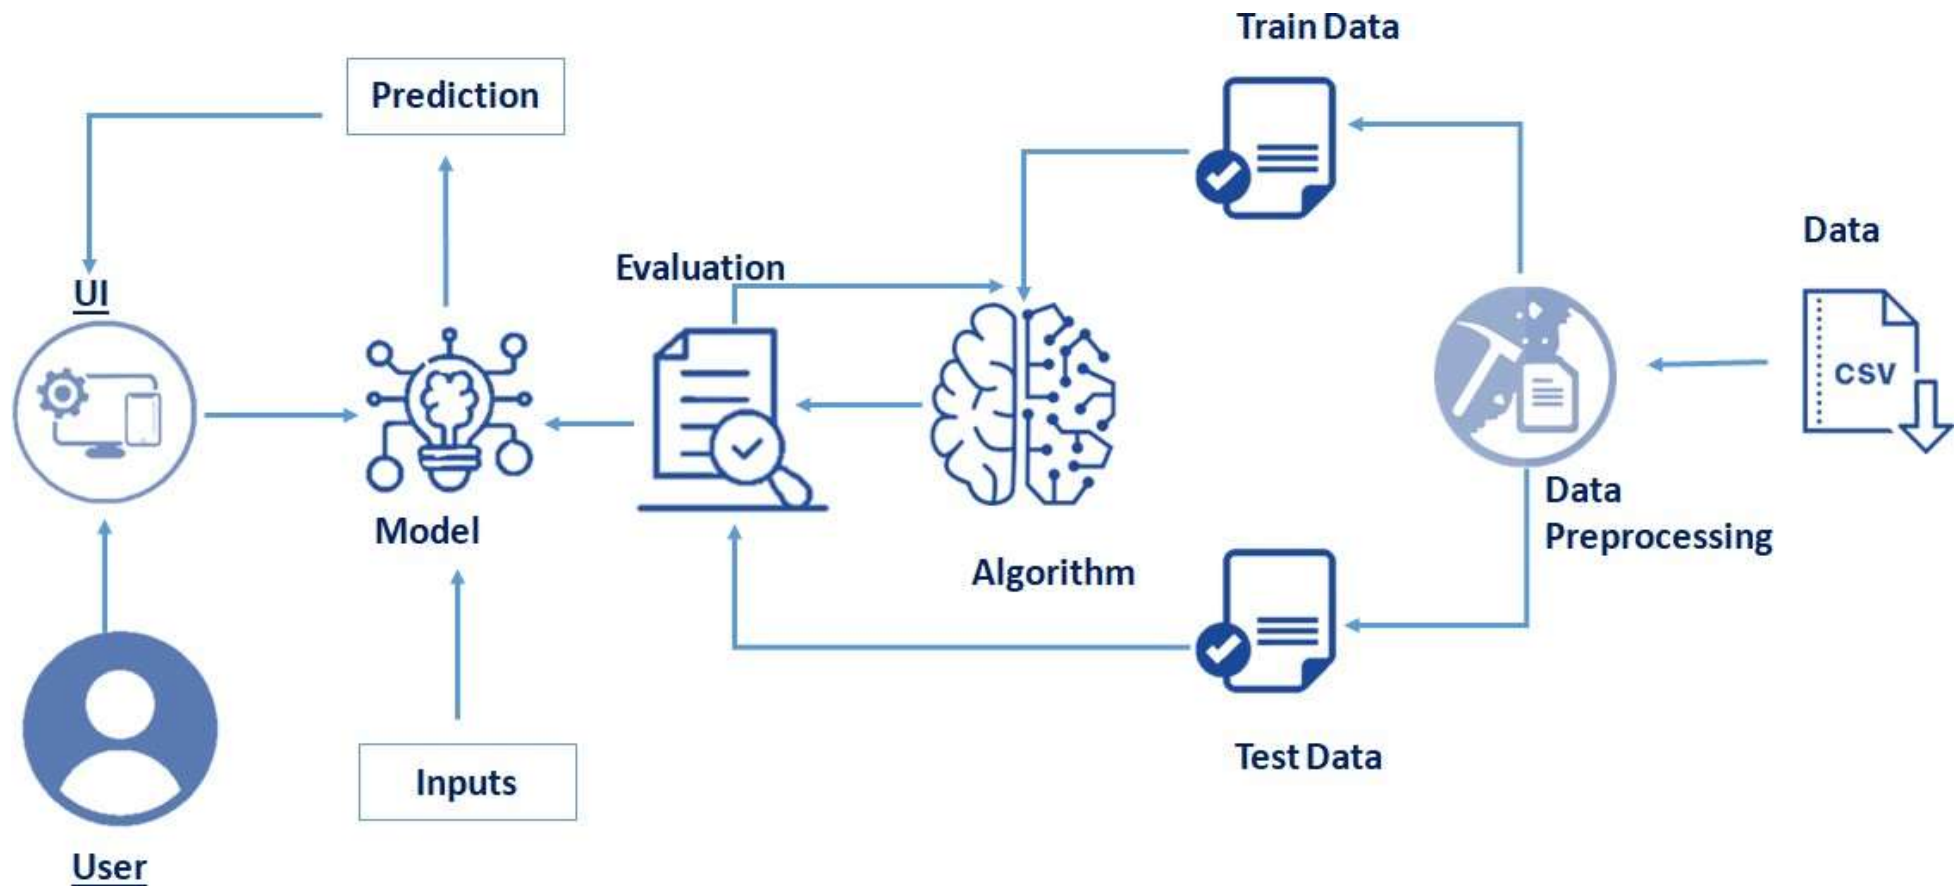 Train Data
Prediction
Data
Evaluation
UI
CSV
Data
Preprocessing
Model
Algorithm
Test Data
Inputs
User